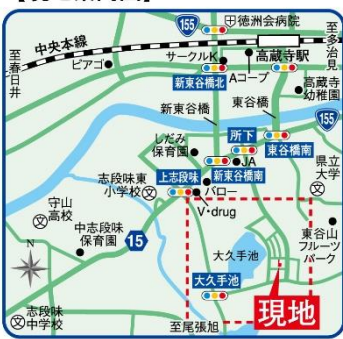 155
徳洲会病院
至多治見
中央本線
サークルK
高蔵寺駅
至春日井
ピアゴ
Aコープ
新東谷橋北
高蔵寺
幼稚園
新東谷橋
東谷橋
155
しだみ
保育園
所下
東谷橋南
JA
上志段味
新東谷橋南
県立
大学
志段味東
小学校
バロー
V・drug
守山
高校
中志段味
保育園
15
東谷山
フルーツ
パーク
大久手池
N
大久手池
現地
志段味
中学校
至尾張旭